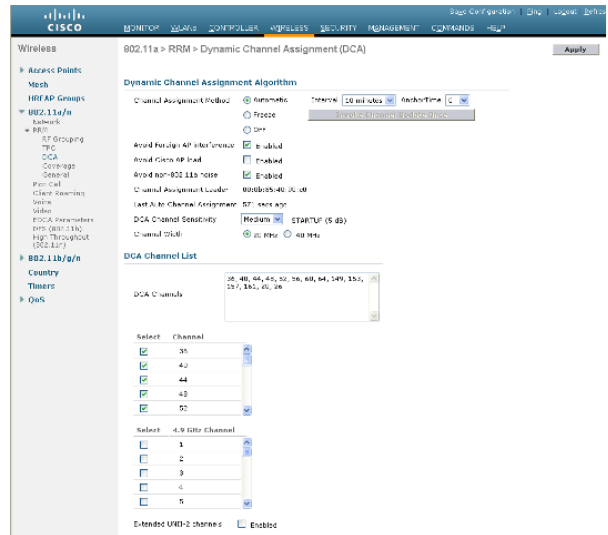 Save Configuration | Ping | Logout | Refres
CISCO
MONITOR WLANs CONTROLLER WIRELESS SECURITY MANAGEMENT COMMANDS HELP
Wireless
802.11a > RRM > Dynamic Channel Assignment (DCA)
Apply
Access Points
Mesh
HREAP Groups
802.11a/n
Network
RRM
RF Grouping
TPC
DCA
Coverage
General
Pico Cell
Client Roaming
Voice
Video
EDCA Parameters
DFS (802.11h)
High Throughput
(802.11n)
802.11b/g/n
Country
Timers
QoS
Dynamic Channel Assignment Algorithm
Channel Assignment Method Automatic Interval 10 minutes AnchorTime 0
Freeze Invoke Channel Update Once
OFF
Avoid Foreign AP interference Enabled
Avoid Cisco AP load Enabled
Avoid non-802.11a noise Enabled
Channel Assignment Leader
Last Auto Channel Assignment 571 secs ago
DCA Channel Sensitivity Medium STARTUP (5 dB)
Channel Width 20 MHz 40 MHz
DCA Channel List
DCA Channels
36, 40, 44, 48, 52, 56, 60, 64, 149, 153,
157, 161, 20, 26
Select Channel
36
40
44
48
52
Select 4.9 GHz Channel
1
2
3
4
5
Extended UNII-2 channels Enabled